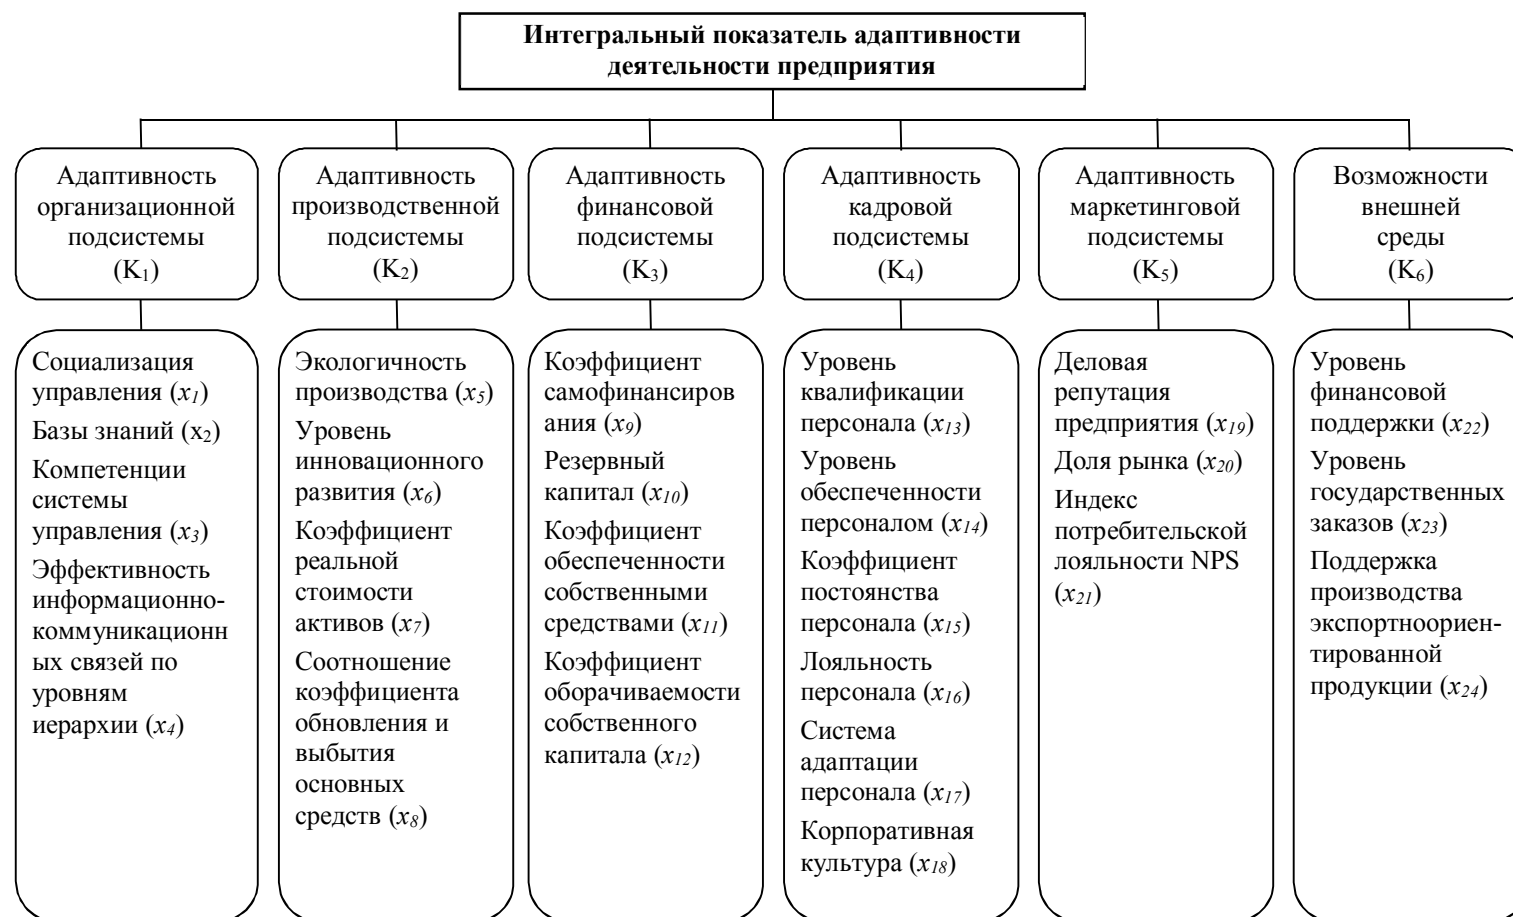 Интегральный показатель адаптивности
деятельности предприятия
Адаптивность
организационной
подсистемы
(K₁)
Адаптивность
производственной
подсистемы
(K₂)
Адаптивность
финансовой
подсистемы
(K₃)
Адаптивность
кадровой
подсистемы
(K₄)
Адаптивность
маркетинговой
подсистемы
(K₅)
Возможности
внешней
среды
(K₆)
Социализация
управления (x₁)
Базы знаний (x₂)
Компетенции
системы
управления (x₃)
Эффективность
информационно-
коммуникационн
ых связей по
уровням
иерархии (x₄)
Экологичность
производства (x₅)
Уровень
инновационного
развития (x₆)
Коэффициент
реальной
стоимости
активов (x₇)
Соотношение
коэффициента
обновления и
выбытия
основных
средств (x₈)
Коэффициент
самофинансиров
ания (x₉)
Резервный
капитал (x₁₀)
Коэффициент
обеспеченности
собственными
средствами (x₁₁)
Коэффициент
оборачиваемости
собственного
капитала (x₁₂)
Уровень
квалификации
персонала (x₁₃)
Уровень
обеспеченности
персоналом (x₁₄)
Коэффициент
постоянства
персонала (x₁₅)
Лояльность
персонала (x₁₆)
Система
адаптации
персонала (x₁₇)
Корпоративная
культура (x₁₈)
Деловая
репутация
предприятия (x₁₉)
Доля рынка (x₂₀)
Индекс
потребительской
лояльности NPS
(x₂₁)
Уровень
финансовой
поддержки (x₂₂)
Уровень
государственных
заказов (x₂₃)
Поддержка
производства
экспортноориен-
тированной
продукции (x₂₄)